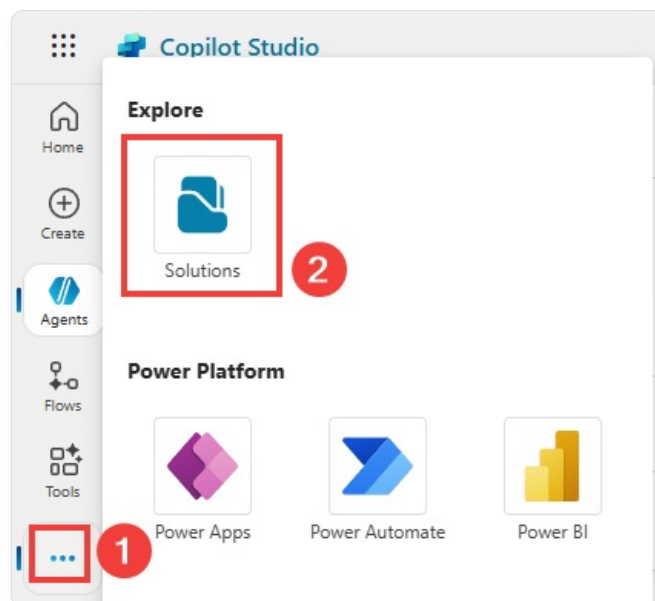 Copilot Studio
Home
Create
Agents
Flows
Tools
Explore
Solutions
2
Power Platform
Power Apps
Power Automate
Power BI
1